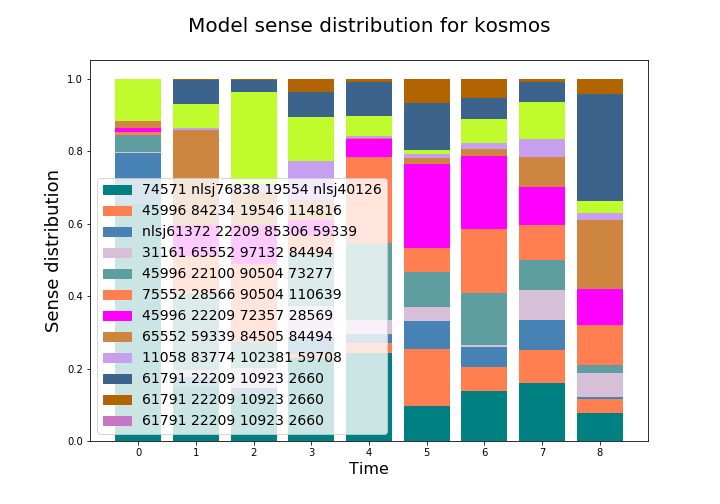 Model sense distribution for kosmos
1.0
0.8
0.6
0.4
0.2
0.0
Sense distribution
74571 nlsj76838 19554 nlsj40126
45996 84234 19546 114816
nlsj61372 22209 85306 59339
31161 65552 97132 84494
45996 22100 90504 73277
75552 28566 90504 110639
45996 22209 72357 28569
65552 59339 84505 84494
11058 83774 102381 59708
61791 22209 10923 2660
61791 22209 10923 2660
61791 22209 10923 2660
0 1 2 3 4 5 6 7 8
Time